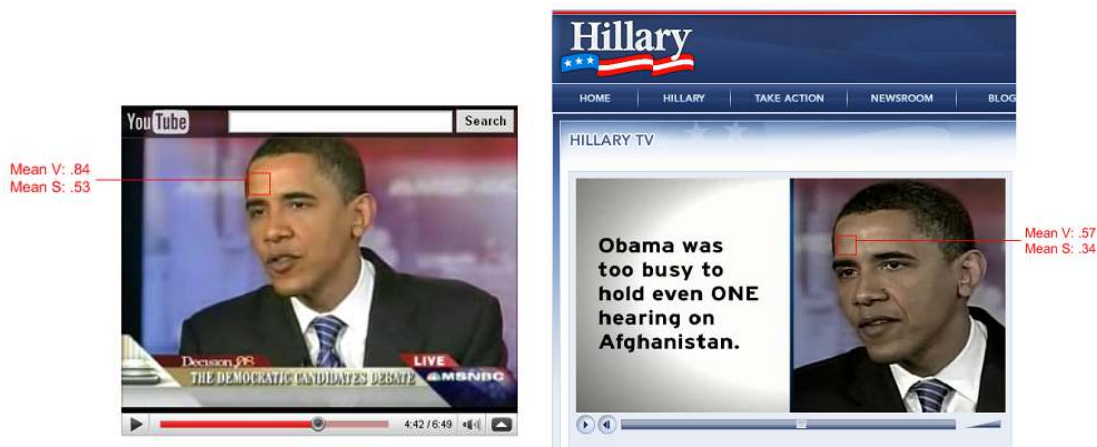 You Tube
Search
Mean V: .84
Mean S: .53
Decision 08
LIVE
THE DEMOCRATIC CANDIDATES DEBATE
MSNBC
4:42 / 6:49
Hillary
HOME
HILLARY
TAKE ACTION
NEWSROOM
BLOG
HILLARY TV
Obama was
too busy to
hold even ONE
hearing on
Afghanistan.
Mean V: .57
Mean S: .34